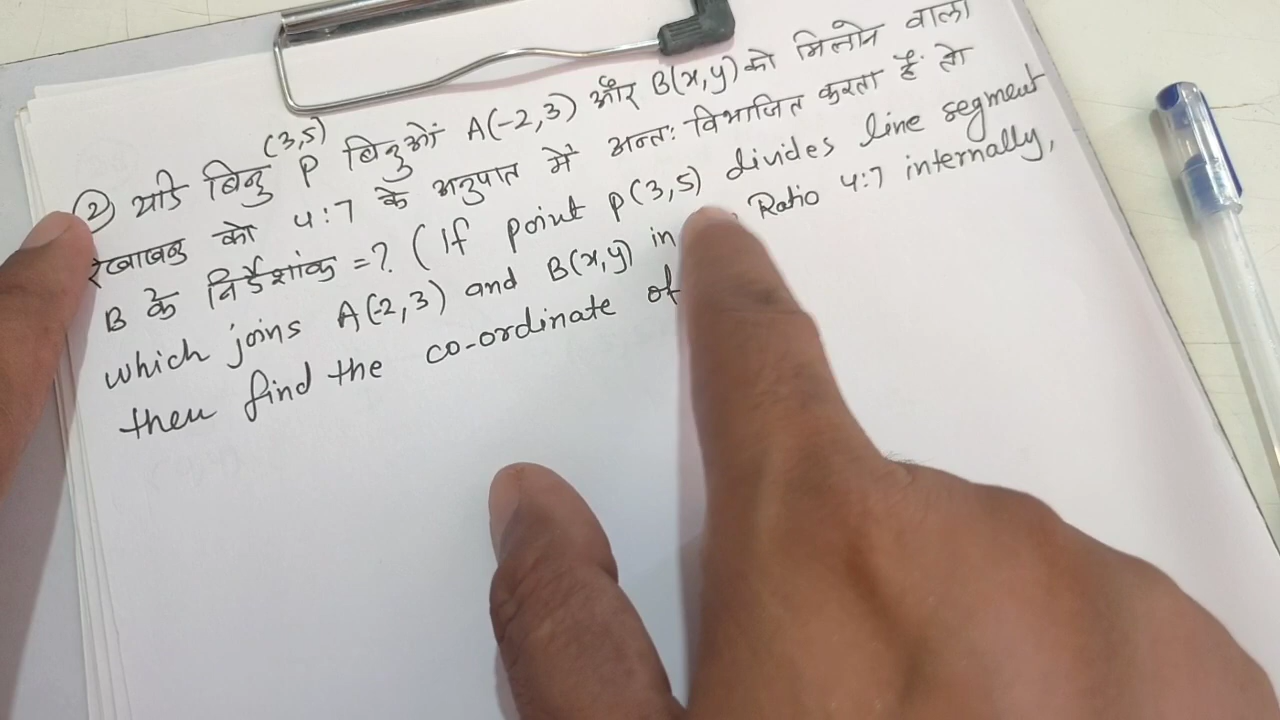 (3,5)
② यदि बिन्दु P बिन्दुओं A(-2,3) और B(x,y) को मिलाने वाला
रेखाखण्ड को 4:7 के अनुपात में अन्तः विभाजित करता है तो
B के निर्देशांक =? (If point P(3,5) divides line segment
which joins A(-2,3) and B(x,y) in Ratio 4:7 internally,
then find the co-ordinate of